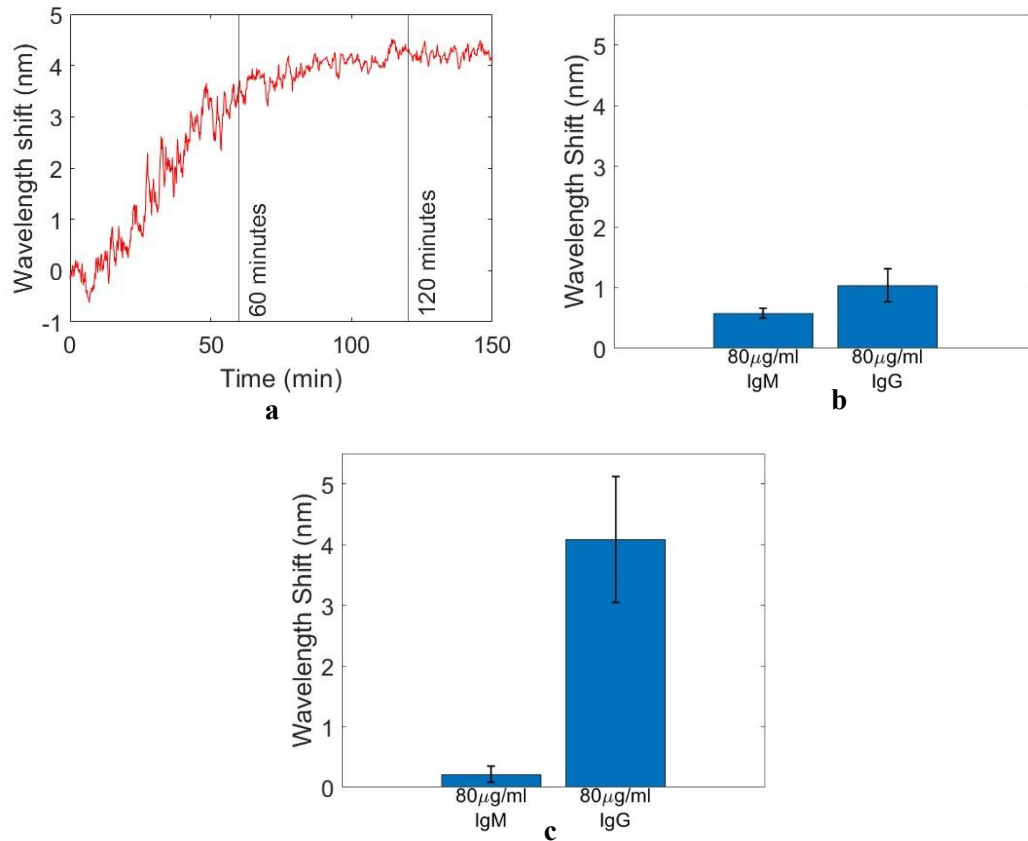 5
4
3
2
1
0
-1
Wavelength shift (nm)
60 minutes
120 minutes
0
50
100
150
Time (min)
a
5
4
3
2
1
0
Wavelength Shift (nm)
80μg/ml
IgM
80μg/ml
IgG
b
5
4
3
2
1
0
Wavelength Shift (nm)
80μg/ml
IgM
80μg/ml
IgG
c